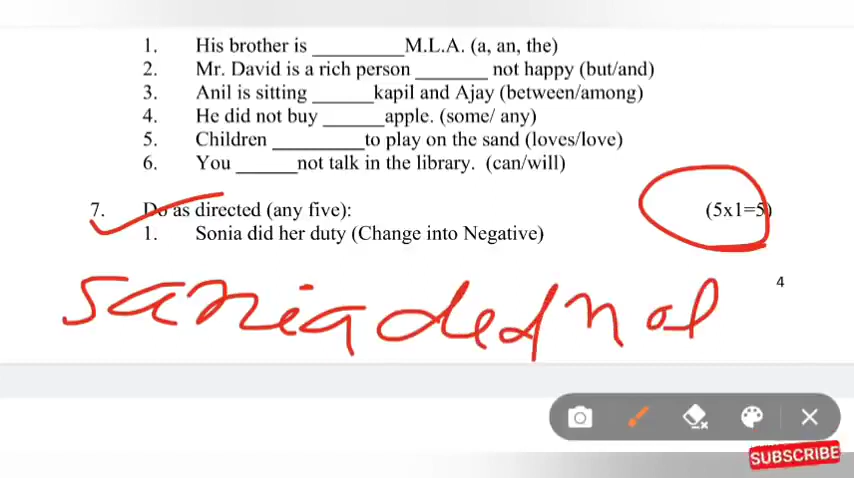 1. His brother is _________M.L.A. (a, an, the)
2. Mr. David is a rich person _______ not happy (but/and)
3. Anil is sitting ______kapil and Ajay (between/among)
4. He did not buy ______apple. (some/ any)
5. Children _________to play on the sand (loves/love)
6. You ______not talk in the library. (can/will)
7. Do as directed (any five): (5x1=5)
1. Sonia did her duty (Change into Negative)
4
sania ded not
SUBSCRIBE